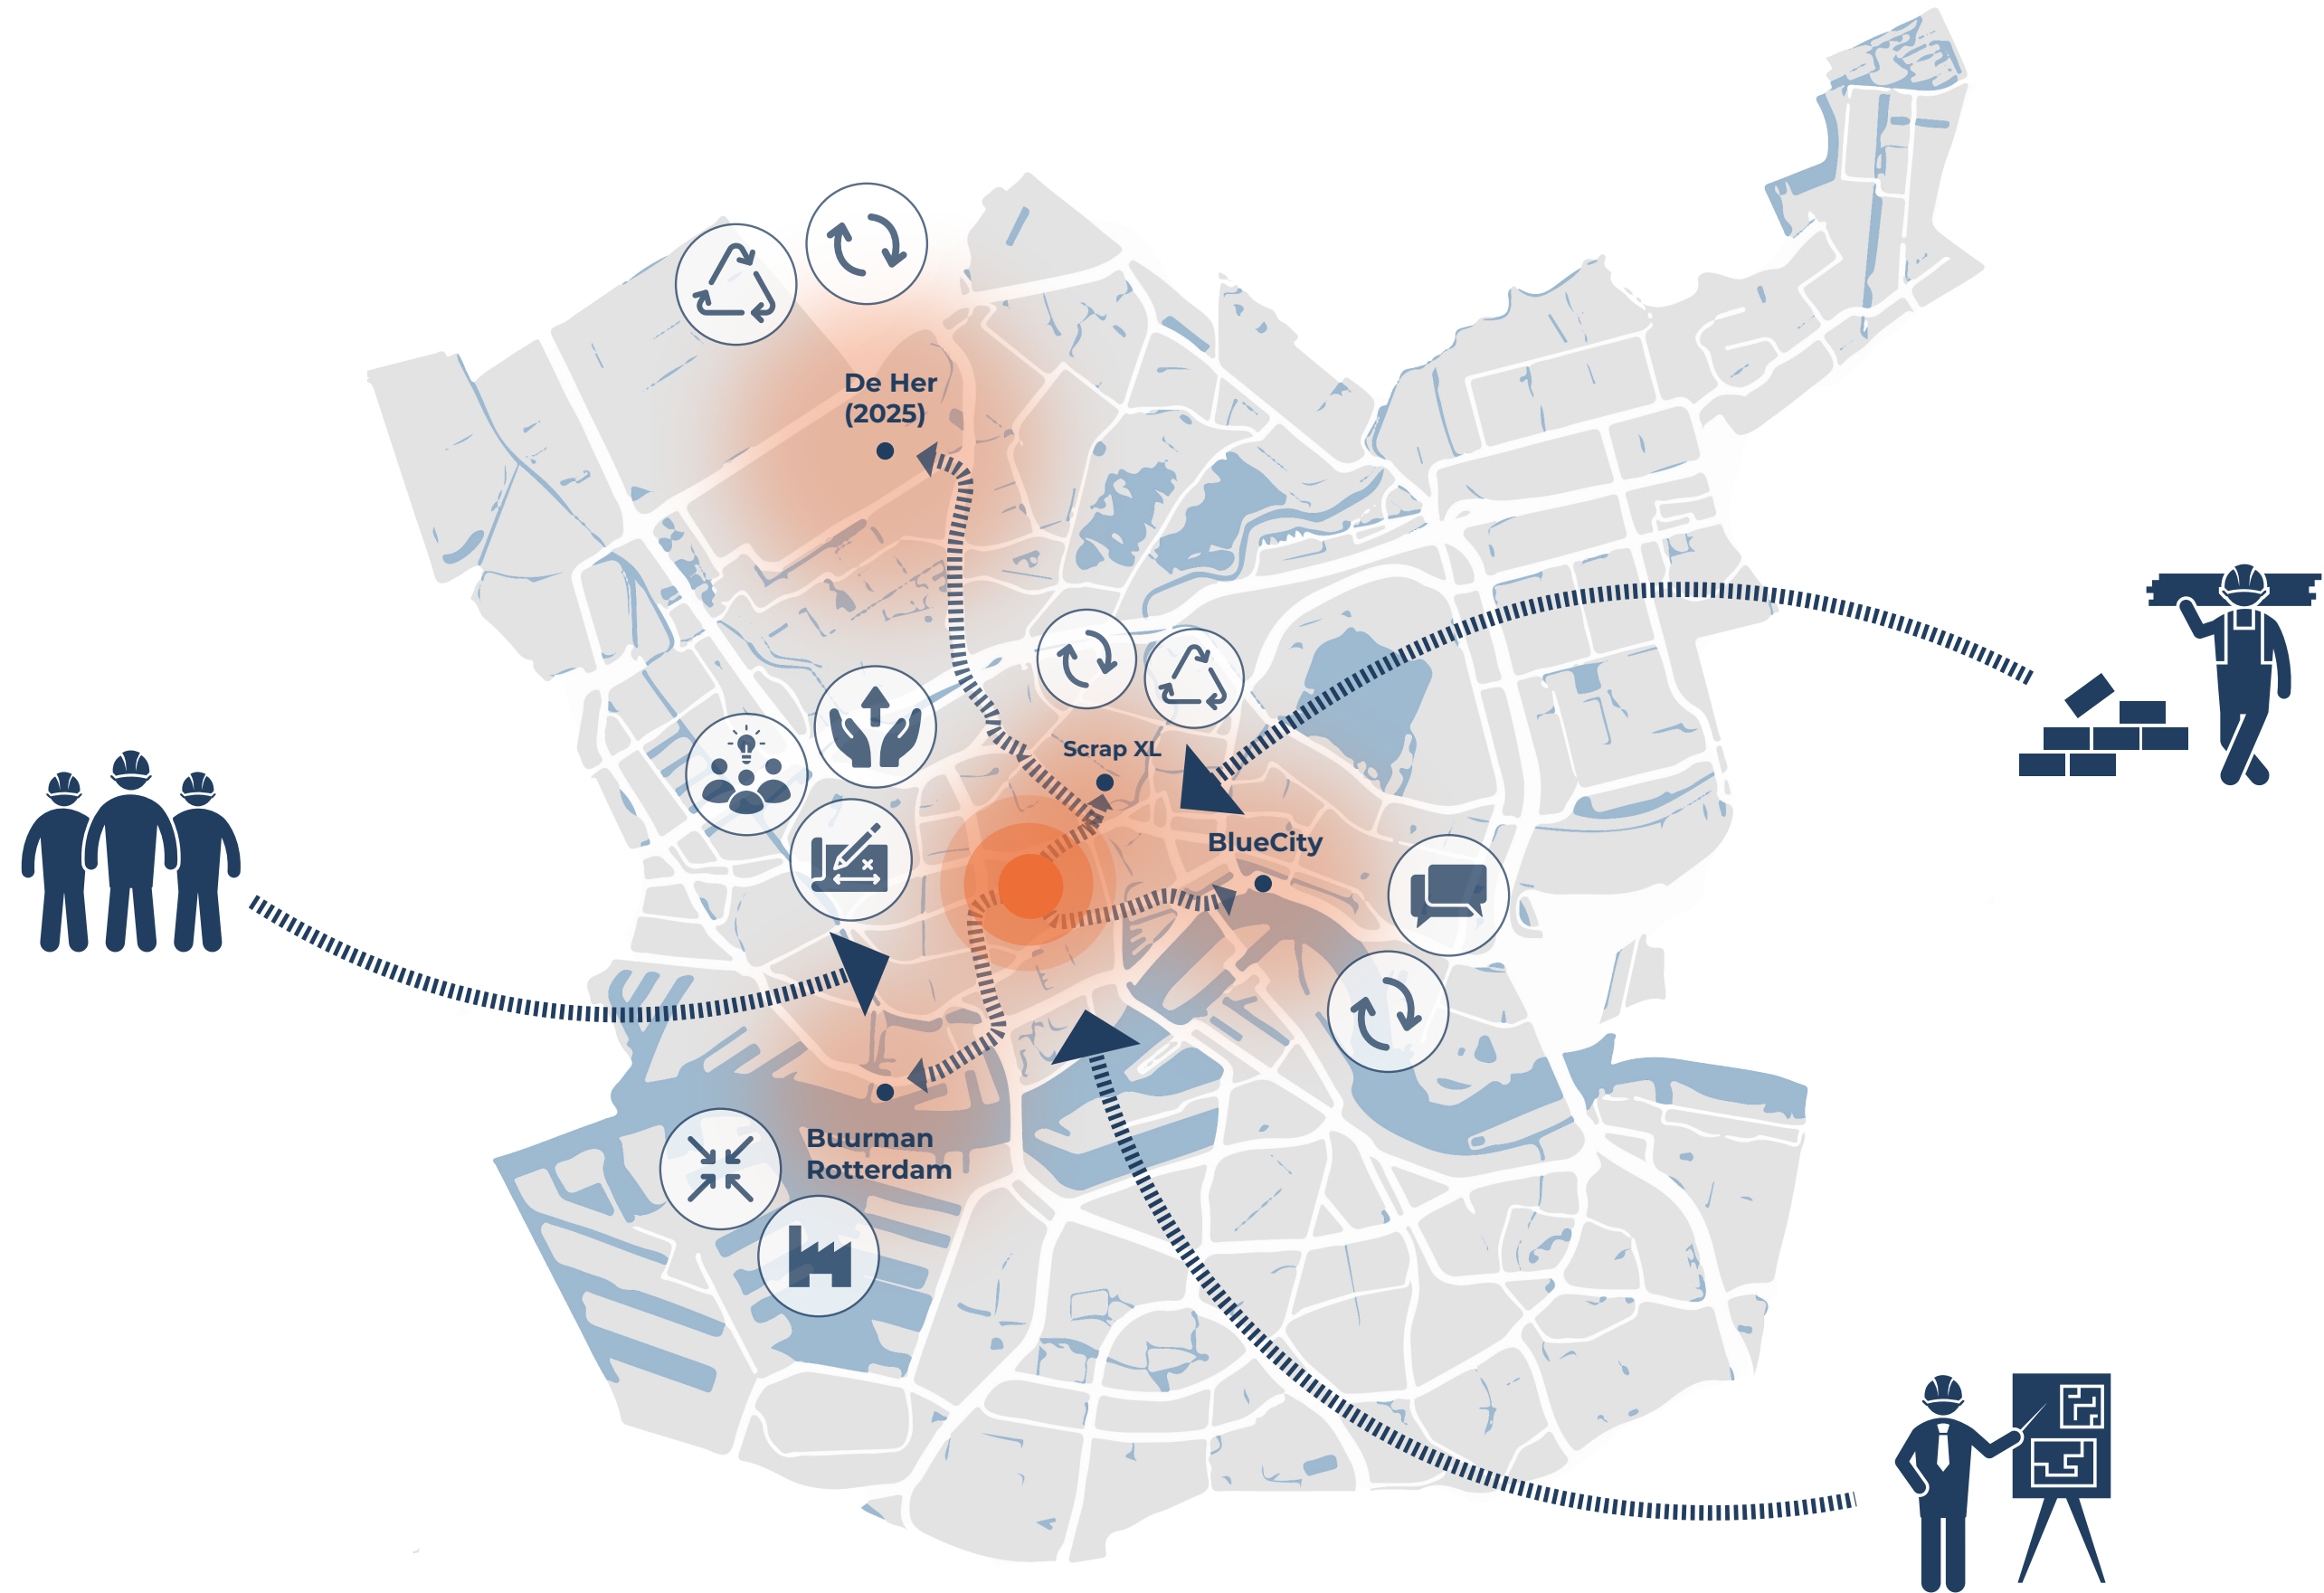 De Her
(2025)
Scrap XL
BlueCity
Buurman
Rotterdam